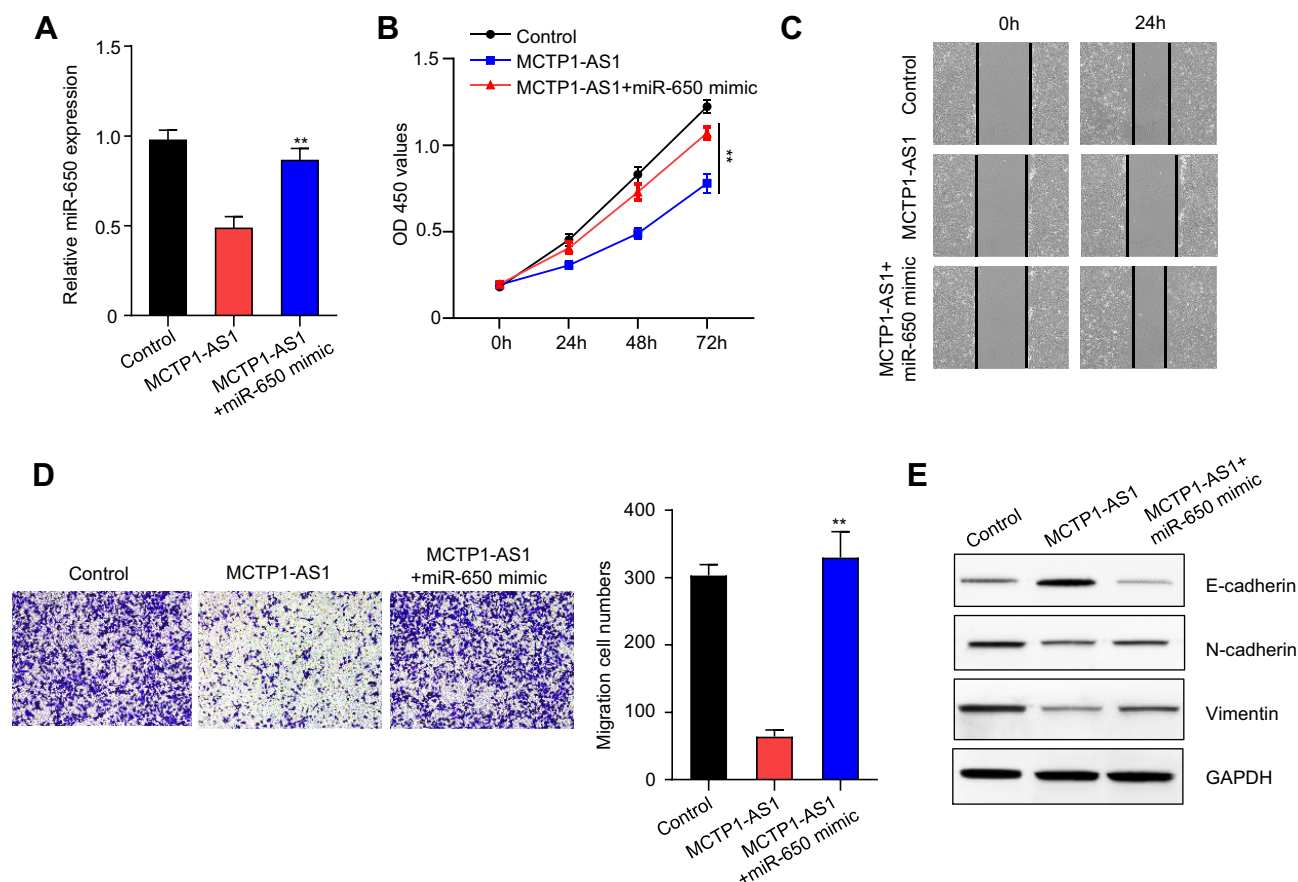 A
Relative miR-650 expression
1.5
1.0
0.5
0
**
Control
MCTP1-AS1
MCTP1-AS1
+miR-650 mimic
B
Control
MCTP1-AS1
MCTP1-AS1+miR-650 mimic
OD 450 values
1.5
1.0
0.5
0
**
0h
24h
48h
72h
C
0h
24h
Control
MCTP1-AS1
MCTP1-AS1+
miR-650 mimic
D
Control
MCTP1-AS1
MCTP1-AS1
+miR-650 mimic
Migration cell numbers
400
300
200
100
0
**
Control
MCTP1-AS1
MCTP1-AS1
+miR-650 mimic
E
Control
MCTP1-AS1
MCTP1-AS1+
miR-650 mimic
E-cadherin
N-cadherin
Vimentin
GAPDH